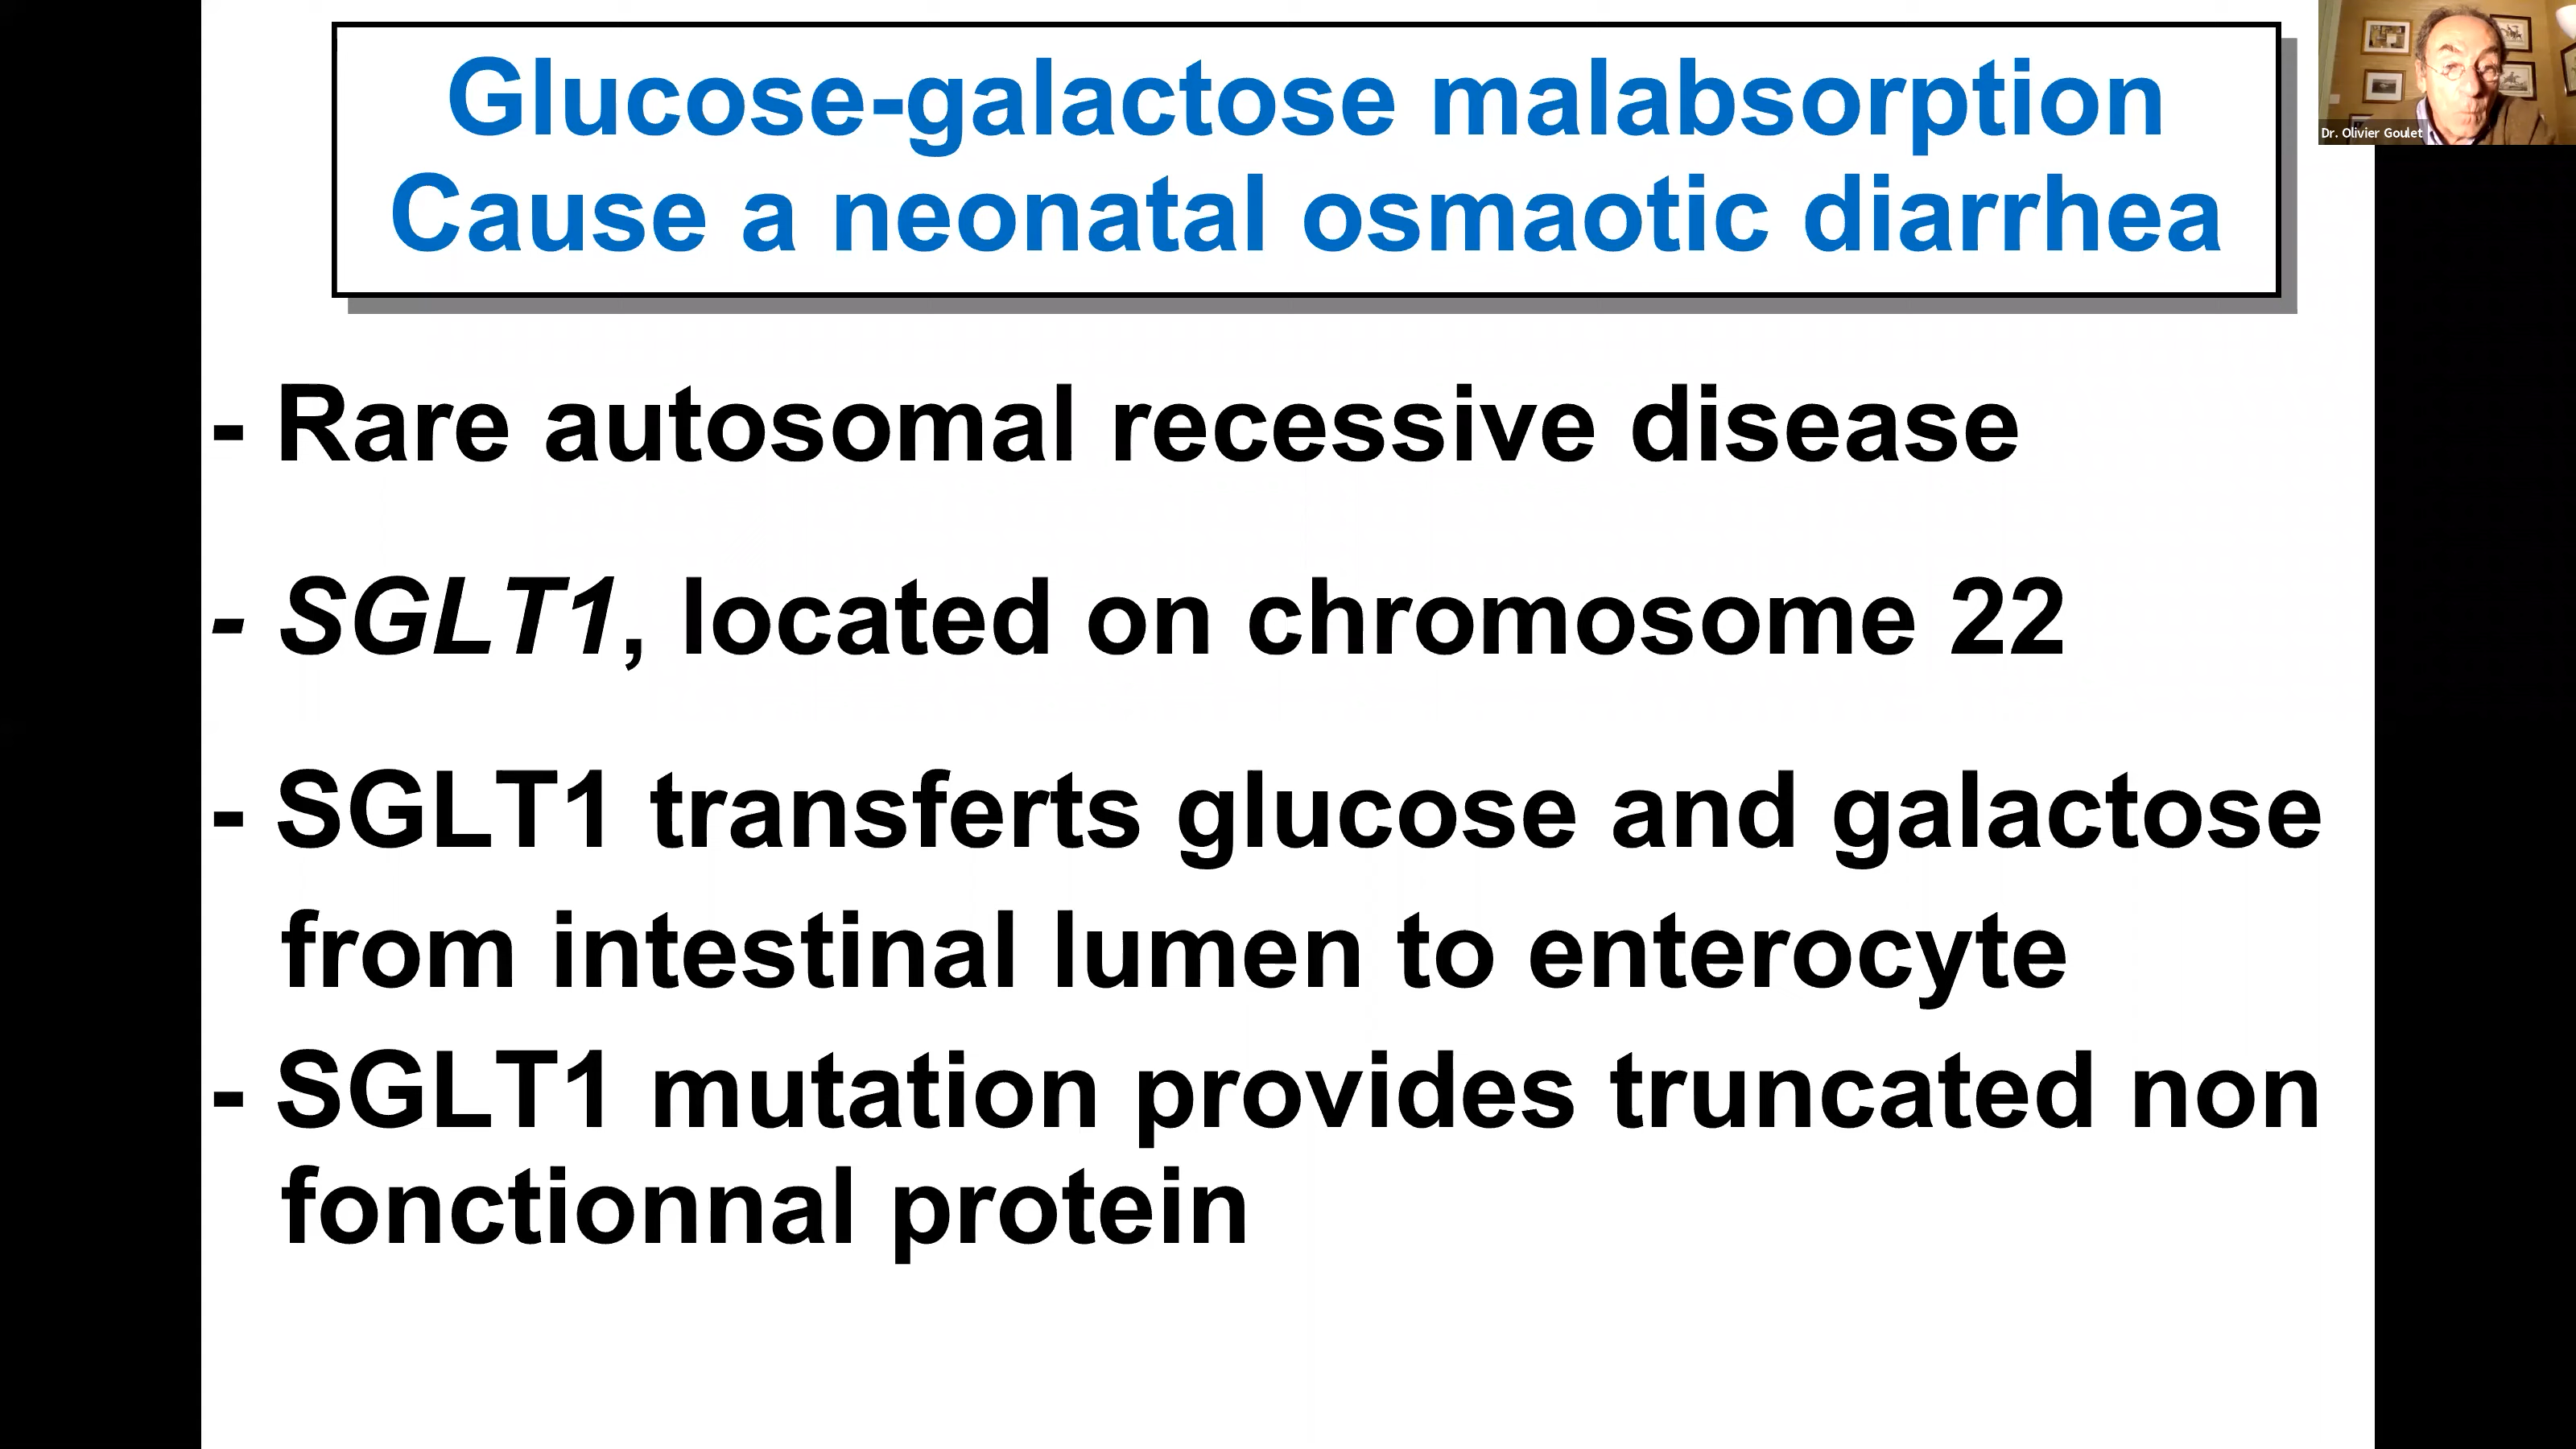 Glucose-galactose malabsorption
Cause a neonatal osmaotic diarrhea
Dr. Olivier Goulet
- Rare autosomal recessive disease
- SGLT1, located on chromosome 22
- SGLT1 transferts glucose and galactose
from intestinal lumen to enterocyte
- SGLT1 mutation provides truncated non
fonctionnal protein